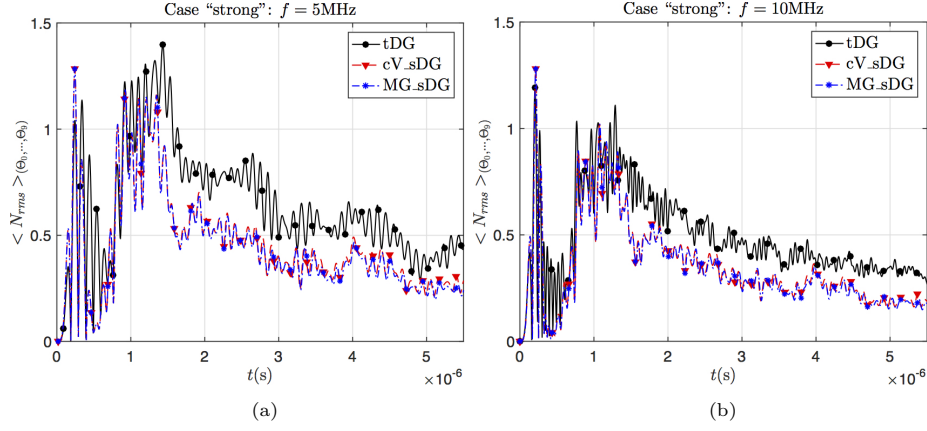 Case “strong”: f = 5MHz
1.5
1
0.5
0
< N_rms >_(Θ_0,...,Θ_9)
tDG
cV_sDG
MG_sDG
0 1 2 3 4 5
t(s)
×10^-6
(a)
Case “strong”: f = 10MHz
1.5
1
0.5
0
< N_rms >_(Θ_0,...,Θ_9)
tDG
cV_sDG
MG_sDG
0 1 2 3 4 5
t(s)
×10^-6
(b)